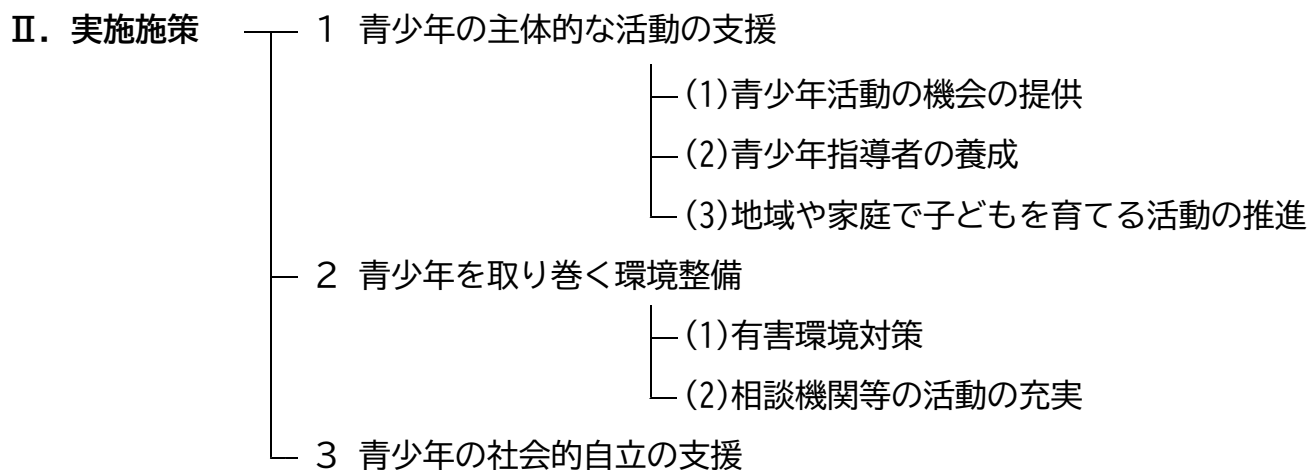 Ⅱ．実施施策　１　青少年の主体的な活動の支援
(1)青少年活動の機会の提供
(2)青少年指導者の養成
(3)地域や家庭で子どもを育てる活動の推進
２　青少年を取り巻く環境整備
(1)有害環境対策
(2)相談機関等の活動の充実
３　青少年の社会的自立の支援